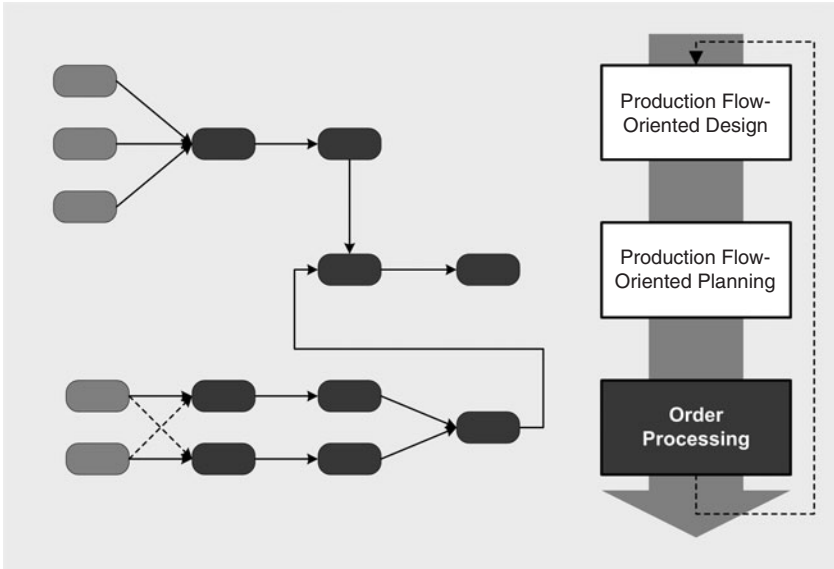 Production Flow-
Oriented Design
Production Flow-
Oriented Planning
Order
Processing